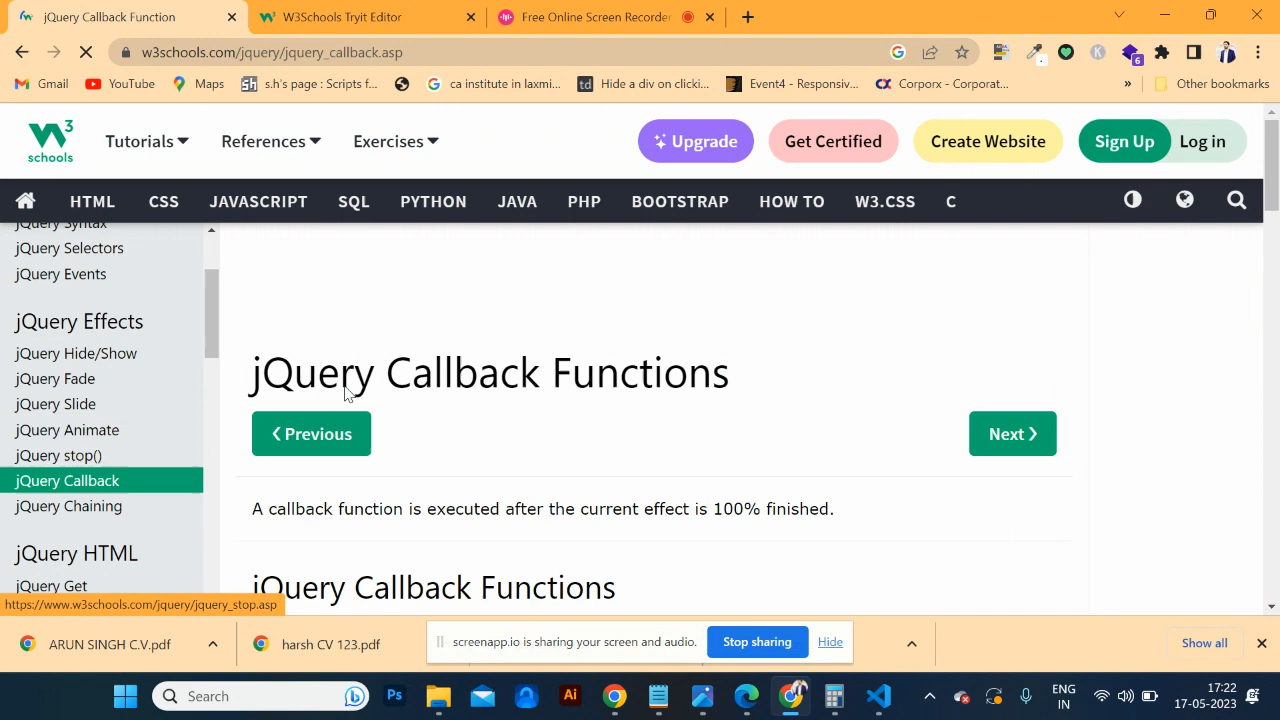 jQuery Callback Function
W3Schools Tryit Editor
Free Online Screen Recorder
w3schools.com/jquery/jquery_callback.asp
6
Gmail
YouTube
Maps
s.h's page : Scripts f...
ca institute in laxmi...
Hide a div on clicki...
Event4 - Responsiv...
Corporx – Corporat...
»
Other bookmarks
W3 schools
Tutorials
References
Exercises
Upgrade
Get Certified
Create Website
Sign Up
Log in
HTML
CSS
JAVASCRIPT
SQL
PYTHON
JAVA
PHP
BOOTSTRAP
HOW TO
W3.CSS
C
jQuery Syntax
jQuery Selectors
jQuery Events
jQuery Effects
jQuery Hide/Show
jQuery Fade
jQuery Slide
jQuery Animate
jQuery stop()
jQuery Callback
jQuery Chaining
jQuery HTML
jQuery Get
jQuery Callback Functions
❮ Previous
Next ❯
A callback function is executed after the current effect is 100% finished.
jQuery Callback Functions
https://www.w3schools.com/jquery/jquery_stop.asp
ARUN SINGH C.V.pdf
harsh CV 123.pdf
screenapp.io is sharing your screen and audio.
Stop sharing
Hide
Show all
Search
Ps
Ai
ENG
IN
17:22
17-05-2023